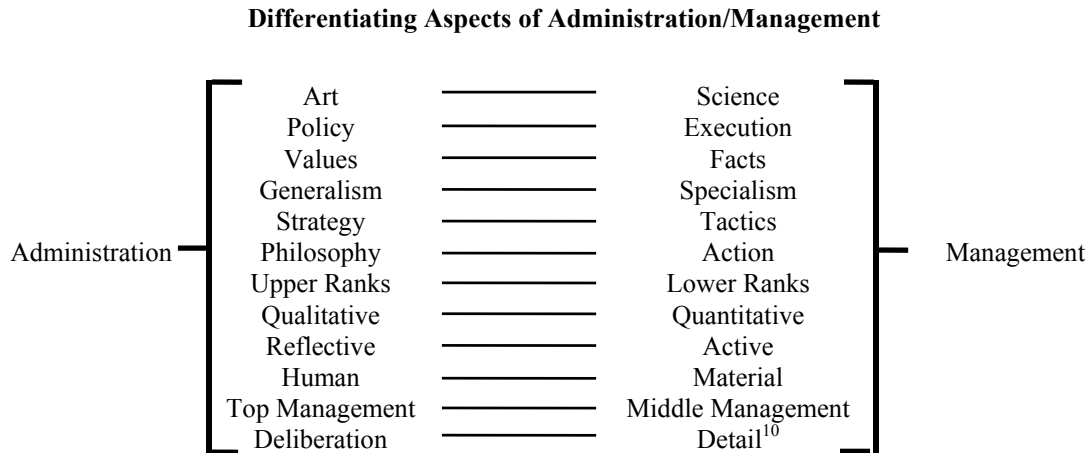 Differentiating Aspects of Administration/Management
Art Science
Policy Execution
Values Facts
Generalism Specialism
Strategy Tactics
Administration Philosophy Action Management
Upper Ranks Lower Ranks
Qualitative Quantitative
Reflective Active
Human Material
Top Management Middle Management
Deliberation Detail10